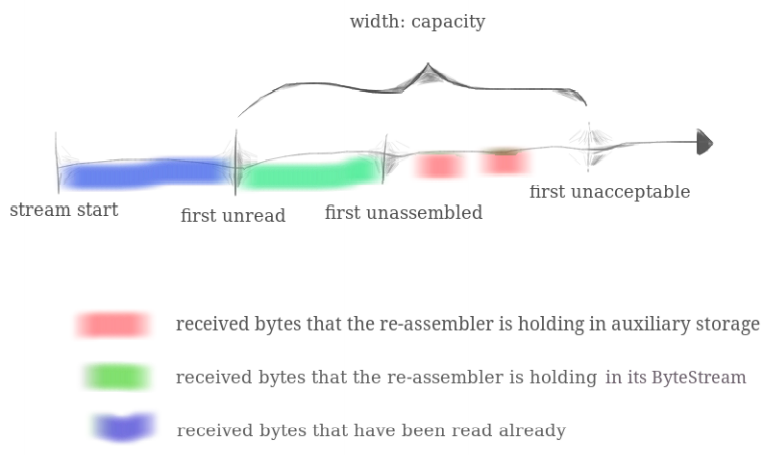 width: capacity
stream start
first unread
first unassembled
first unacceptable
received bytes that the re-assembler is holding in auxiliary storage
received bytes that the re-assembler is holding in its ByteStream
received bytes that have been read already